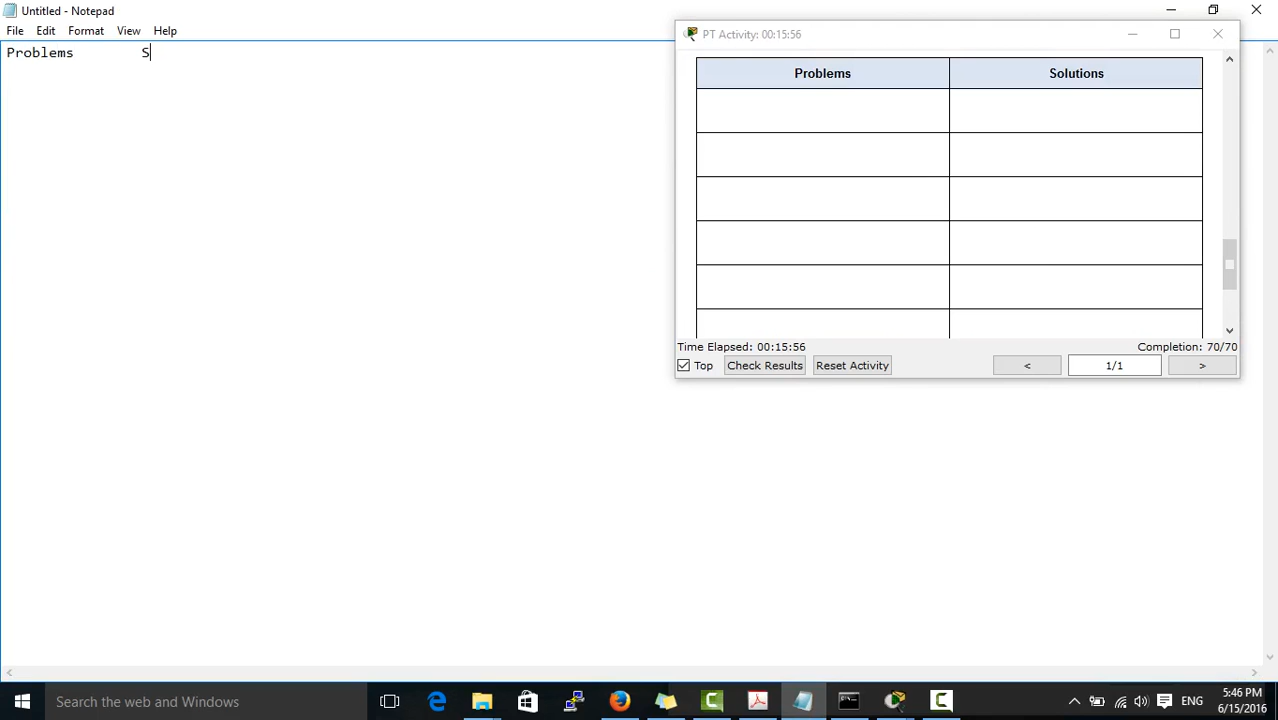 Untitled - Notepad
File Edit Format View Help
Problems S
PT Activity: 00:15:56
Problems Solutions
Time Elapsed: 00:15:56 Completion: 70/70
Top Check Results Reset Activity < 1/1 >
Search the web and Windows
ENG
5:46 PM
6/15/2016